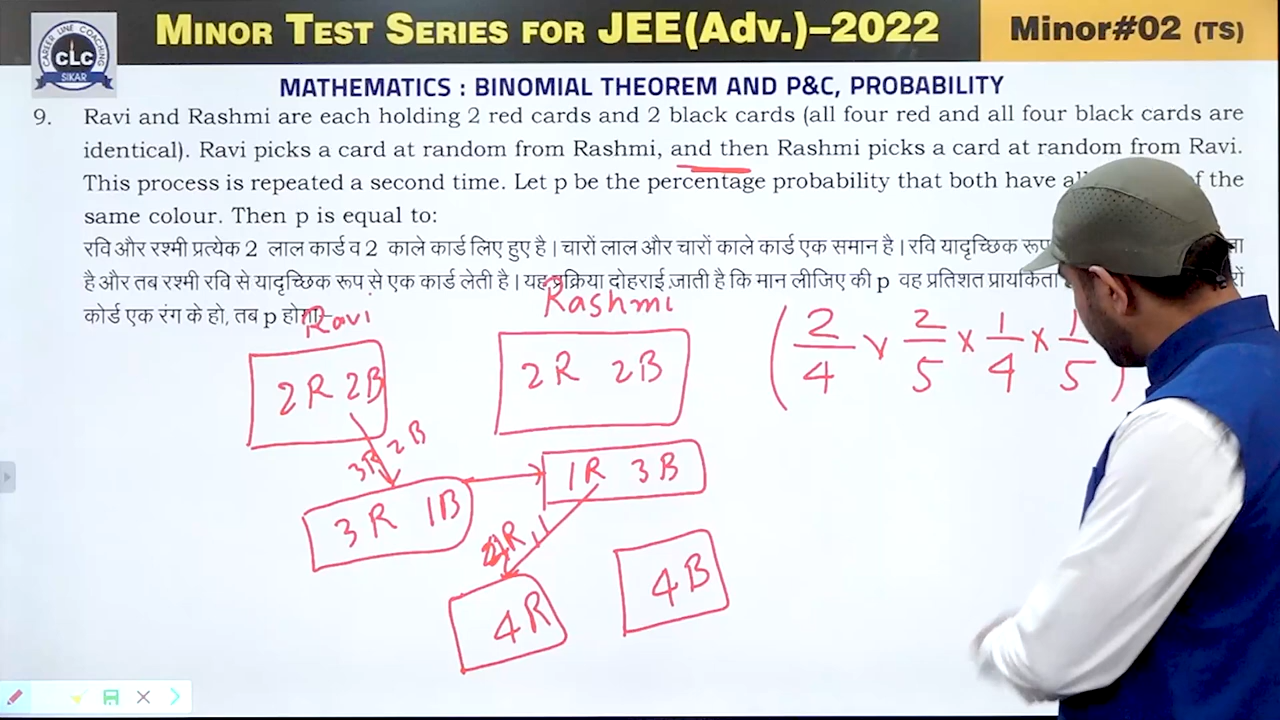 CAREER LINE COACHING
CLC
SIKAR
MINOR TEST SERIES FOR JEE(Adv.)–2022
Minor#02 (TS)
MATHEMATICS : BINOMIAL THEOREM AND P&C, PROBABILITY
9. Ravi and Rashmi are each holding 2 red cards and 2 black cards (all four red and all four black cards are
identical). Ravi picks a card at random from Rashmi, and then Rashmi picks a card at random from Ravi.
This process is repeated a second time. Let p be the percentage probability that both have all of the
same colour. Then p is equal to:
रवि और रश्मी प्रत्येक 2 लाल कार्ड व 2 काले कार्ड लिए हुए है। चारों लाल और चारों काले कार्ड एक समान है। रवि यादृच्छिक
है और तब रश्मी रवि से यादृच्छिक रूप से एक कार्ड लेती है। यह प्रक्रिया दोहराई जाती है कि मान लीजिए की p वह प्रतिशत प्रायिकता
कोर्ड एक रंग के हो, तब p होगा–
Ravi Rashmi
2R 2B 2R 2B ( 2/4 × 2/5 × 1/4 × 1/5 )
3R 2B
3R 1B 1R 3B
4R
4R 4B